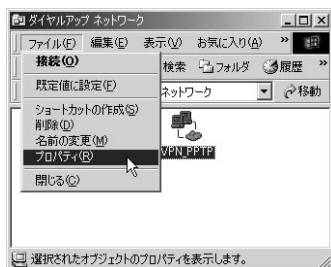 ダイヤルアップ ネットワーク
ファイル(F) 編集(E) 表示(V) お気に入り(A) »
検索 フォルダ 履歴 »
ネットワーク 移動
接続(O)
既定値に設定(F)
ショートカットの作成(S)
削除(D)
名前の変更(M)
プロパティ(R)
閉じる(C)
VPN_PPTP
選択されたオブジェクトのプロパティを表示します。